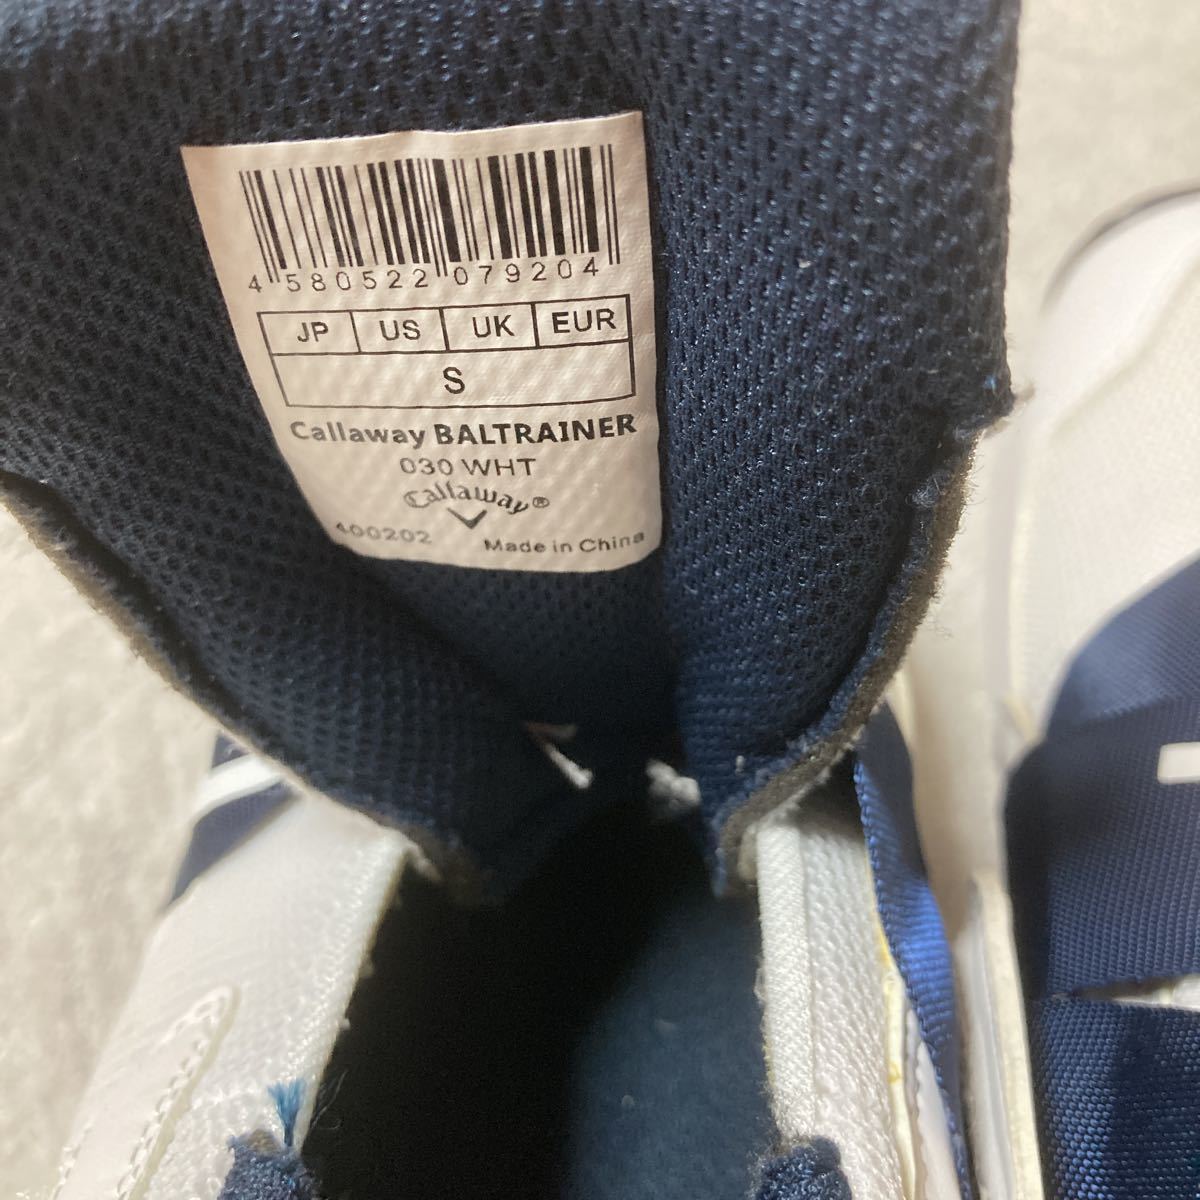 4 580522 079204
JP US UK EUR
S
Callaway BALTRAINER
030 WHT
Callaway®
400202 Made in China